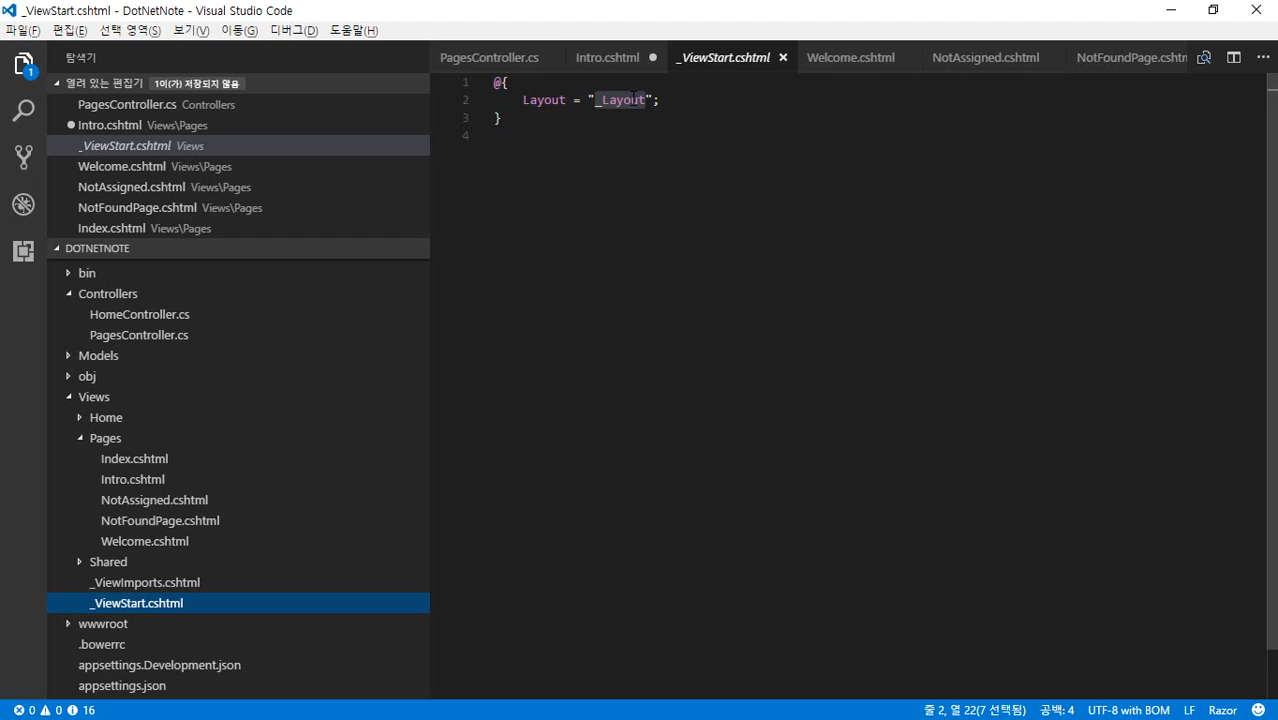 _ViewStart.cshtml - DotNetNote - Visual Studio Code
파일(F) 편집(E) 선택 영역(S) 보기(V) 이동(G) 디버그(D) 도움말(H)
탐색기
열려 있는 편집기 1이(가) 저장되지 않음
PagesController.cs Controllers
Intro.cshtml Views\Pages
_ViewStart.cshtml Views
Welcome.cshtml Views\Pages
NotAssigned.cshtml Views\Pages
NotFoundPage.cshtml Views\Pages
Index.cshtml Views\Pages
DOTNETNOTE
bin
Controllers
HomeController.cs
PagesController.cs
Models
obj
Views
Home
Pages
Index.cshtml
Intro.cshtml
NotAssigned.cshtml
NotFoundPage.cshtml
Welcome.cshtml
Shared
_ViewImports.cshtml
_ViewStart.cshtml
wwwroot
.bowerrc
appsettings.Development.json
appsettings.json
1
PagesController.cs Intro.cshtml _ViewStart.cshtml Welcome.cshtml NotAssigned.cshtml NotFoundPage.cshtm
1 @{
2 Layout = "_Layout";
3 }
4
0 0 16 줄 2, 열 22(7 선택됨) 공백: 4 UTF-8 with BOM LF Razor